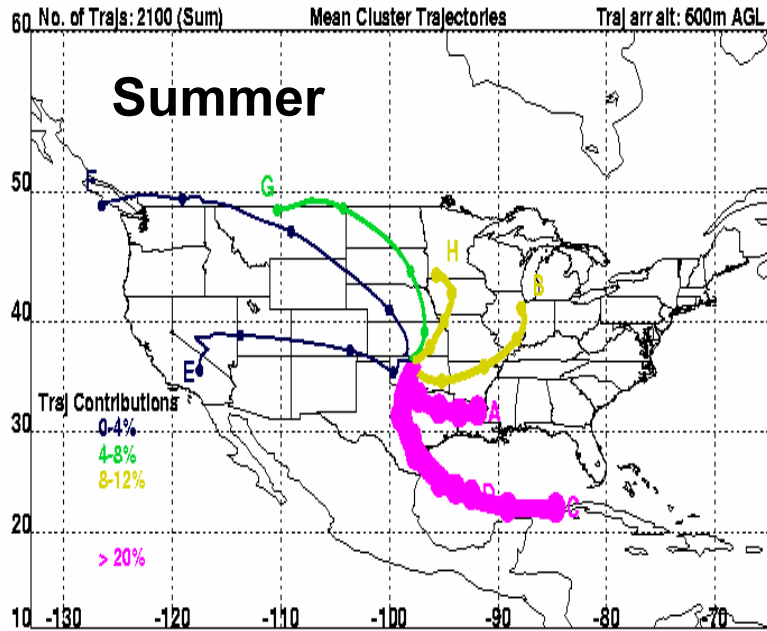 No. of Trajs: 2100 (Sum) Mean Cluster Trajectories Traj arr alt: 600m AGL
60
Summer
50
F
G
H
B
40
E
Traj Contributions
A
30
0-4%
4-8%
8-12%
D
C
20
> 20%
10 -130 -120 -110 -100 -90 -80 -70